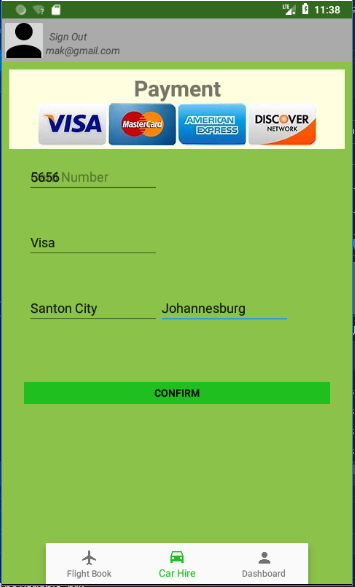 LTE 11:38
Sign Out
mak@gmail.com
Payment
VISA MasterCard AMERICAN EXPRESS DISCOVER NETWORK
5656 Number
Visa
Santon City Johannesburg
CONFIRM
Flight Book Car Hire Dashboard